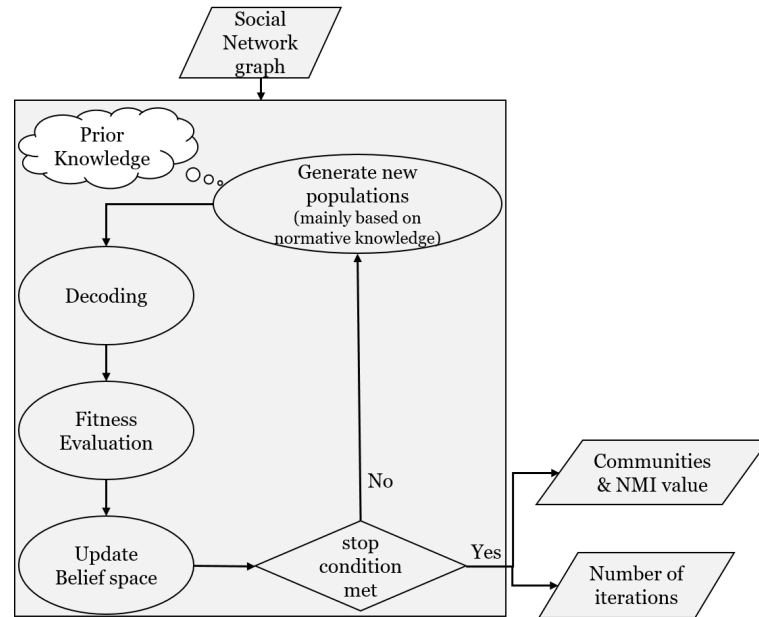 Social
Network
graph
Prior
Knowledge
Generate new
populations
(mainly based on
normative knowledge)
Decoding
Fitness
Evaluation
Update
Belief space
stop
condition
met
No
Yes
Communities
& NMI value
Number of
iterations